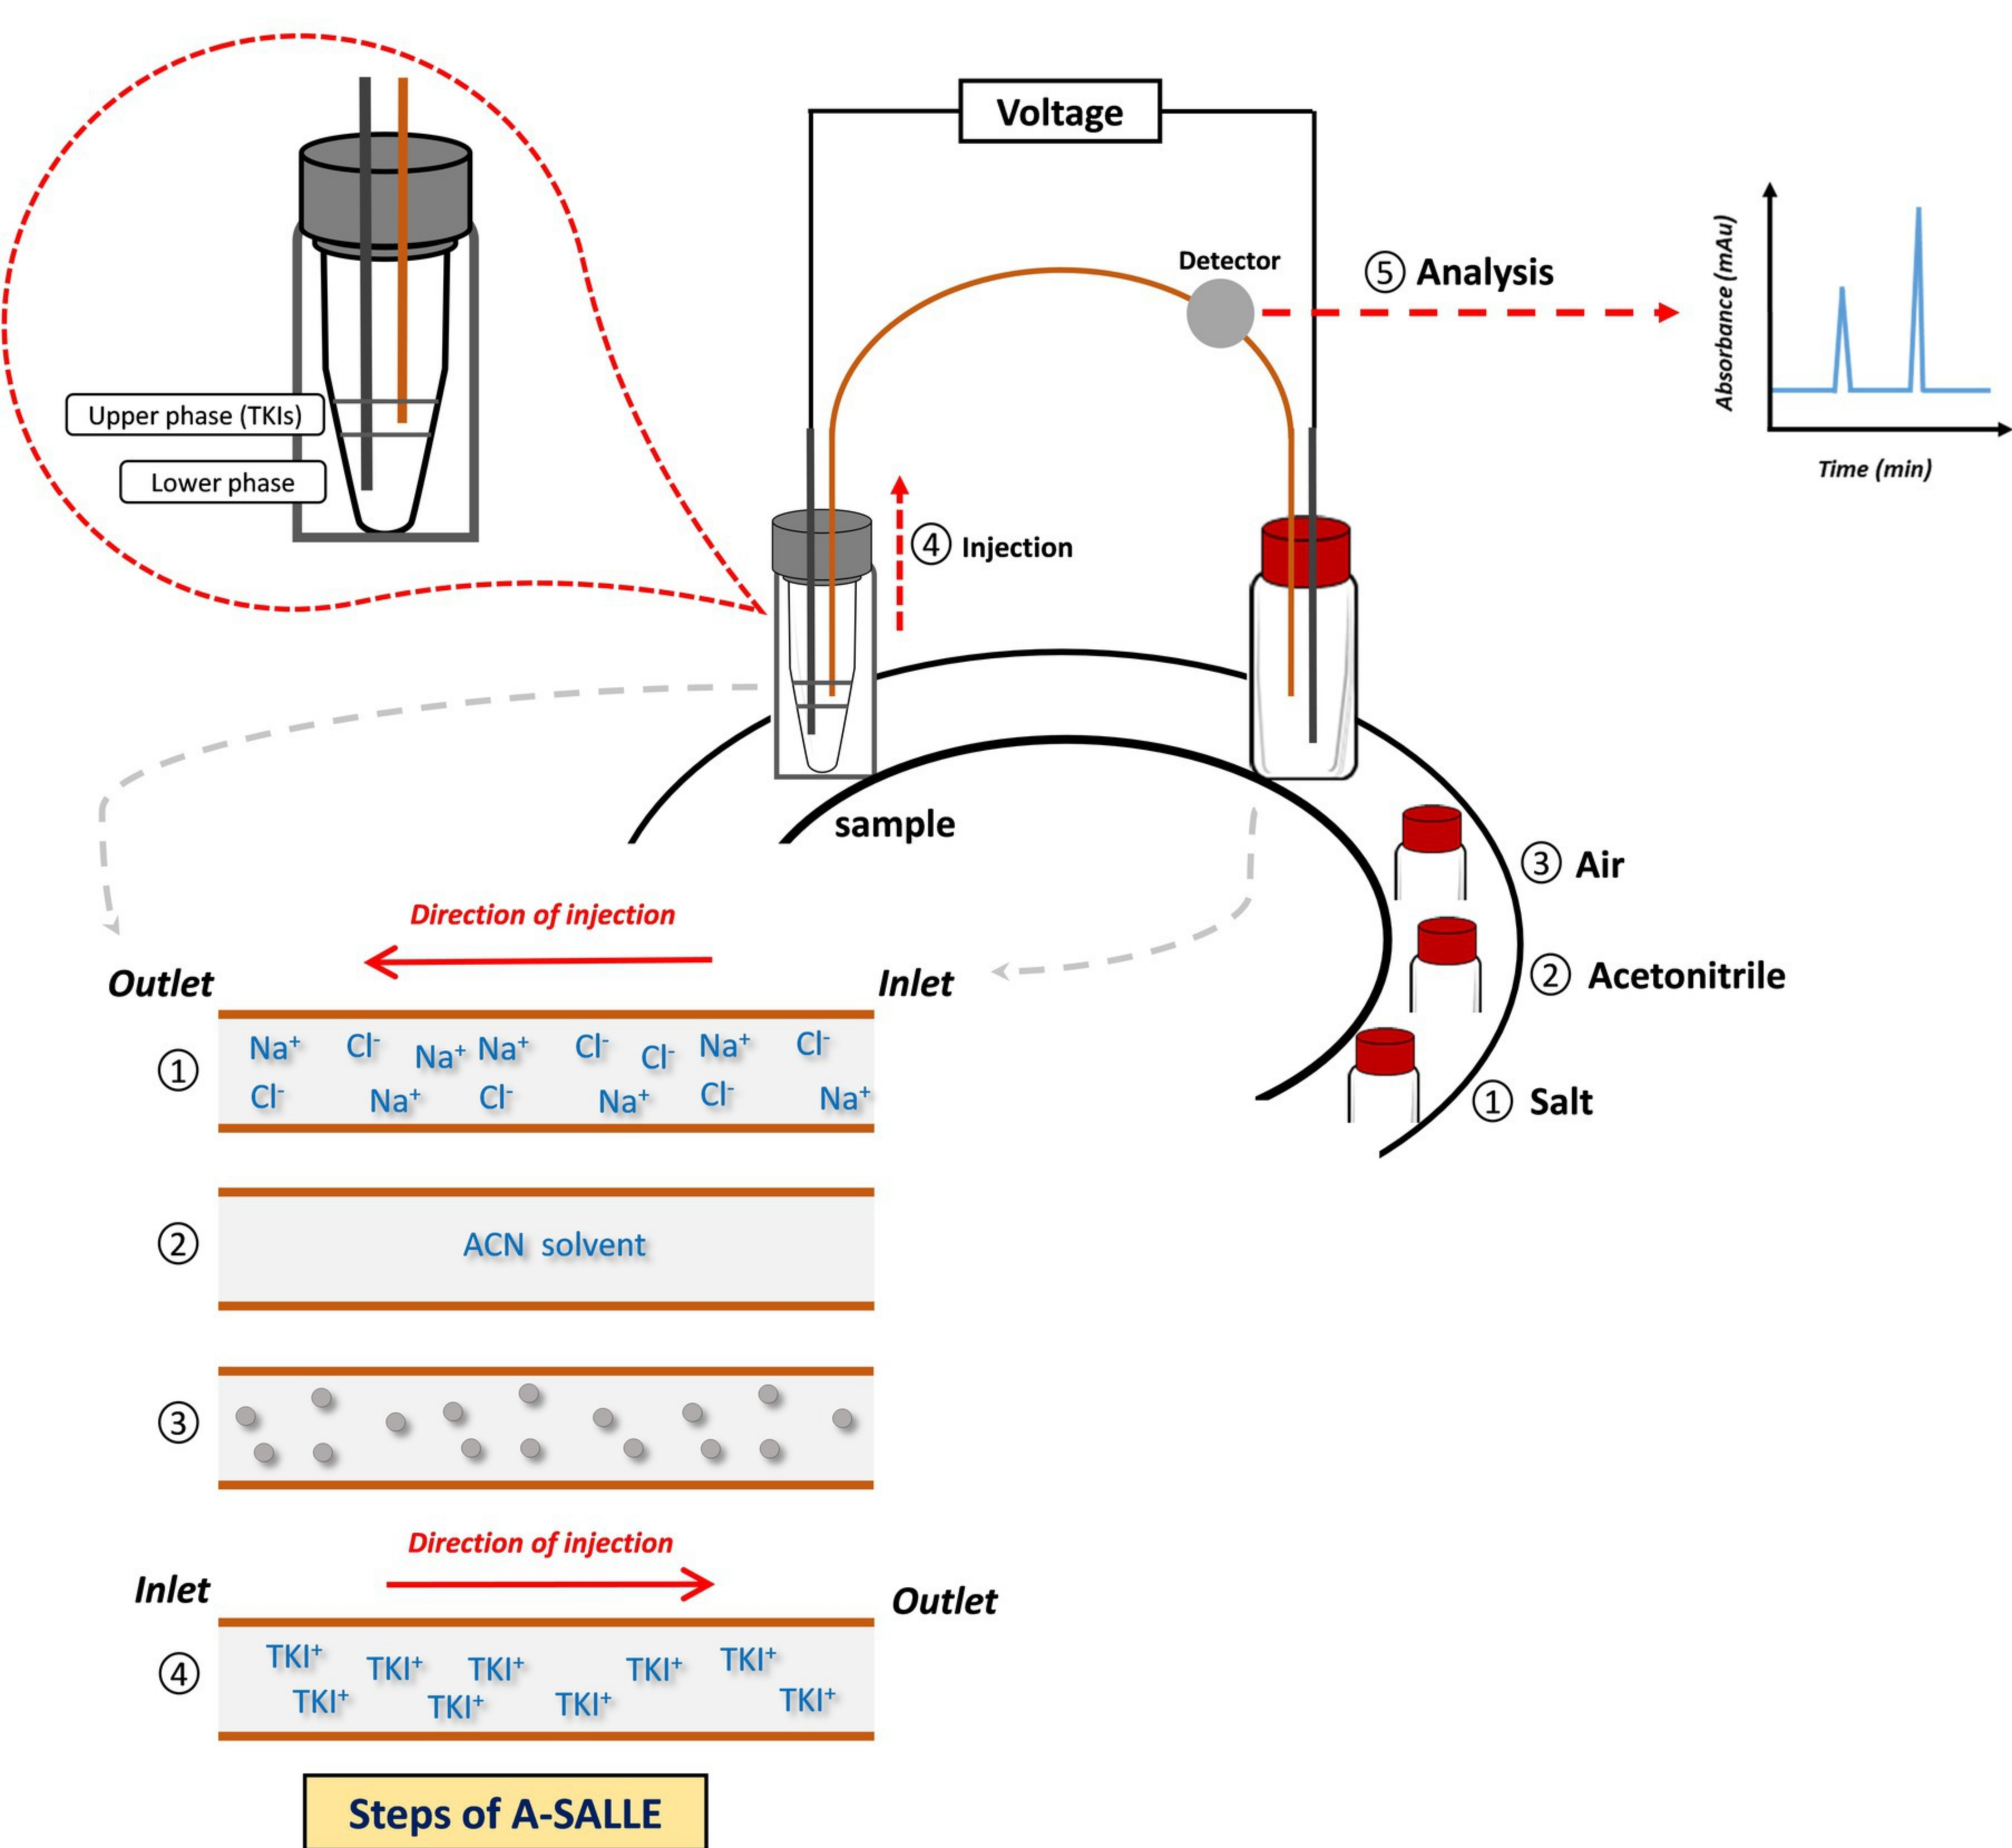 Voltage
Detector
⑤ Analysis
Absorbance (mAu)
Time (min)
Upper phase (TKIs)
Lower phase
④ Injection
sample
③ Air
② Acetonitrile
① Salt
Direction of injection
Outlet
Inlet
①
Na⁺ Cl⁻ Na⁺ Na⁺ Cl⁻ Cl⁻ Na⁺ Cl⁻
Cl⁻ Na⁺ Cl⁻ Na⁺ Cl⁻ Na⁺
②
ACN solvent
③
Direction of injection
Inlet
Outlet
④
TKI⁺ TKI⁺ TKI⁺ TKI⁺ TKI⁺
TKI⁺ TKI⁺ TKI⁺ TKI⁺
Steps of A-SALLE